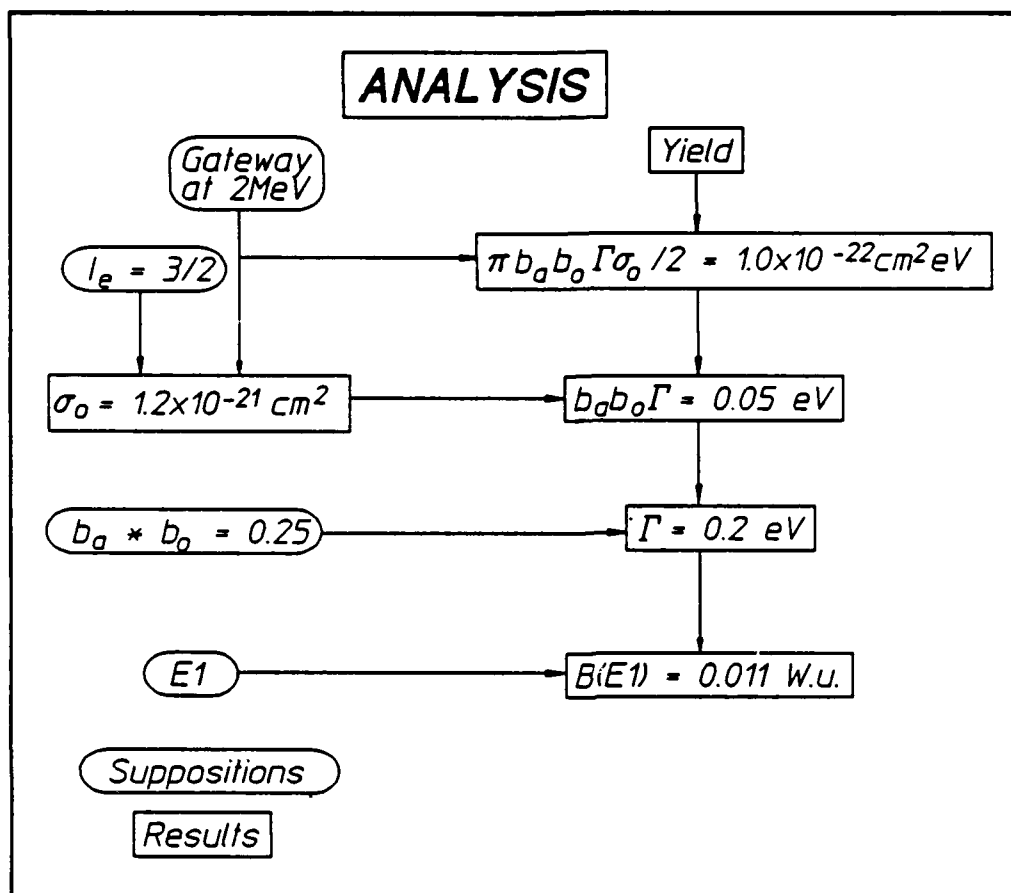 ANALYSIS
Gateway
at 2MeV
Yield
I_e = 3/2
πb_a b_o Γσ_o /2 = 1.0x10^-22 cm^2 eV
σ_o = 1.2x10^-21 cm^2
b_a b_o Γ = 0.05 eV
b_a * b_o = 0.25
Γ = 0.2 eV
E1
B(E1) = 0.011 W.u.
Suppositions
Results